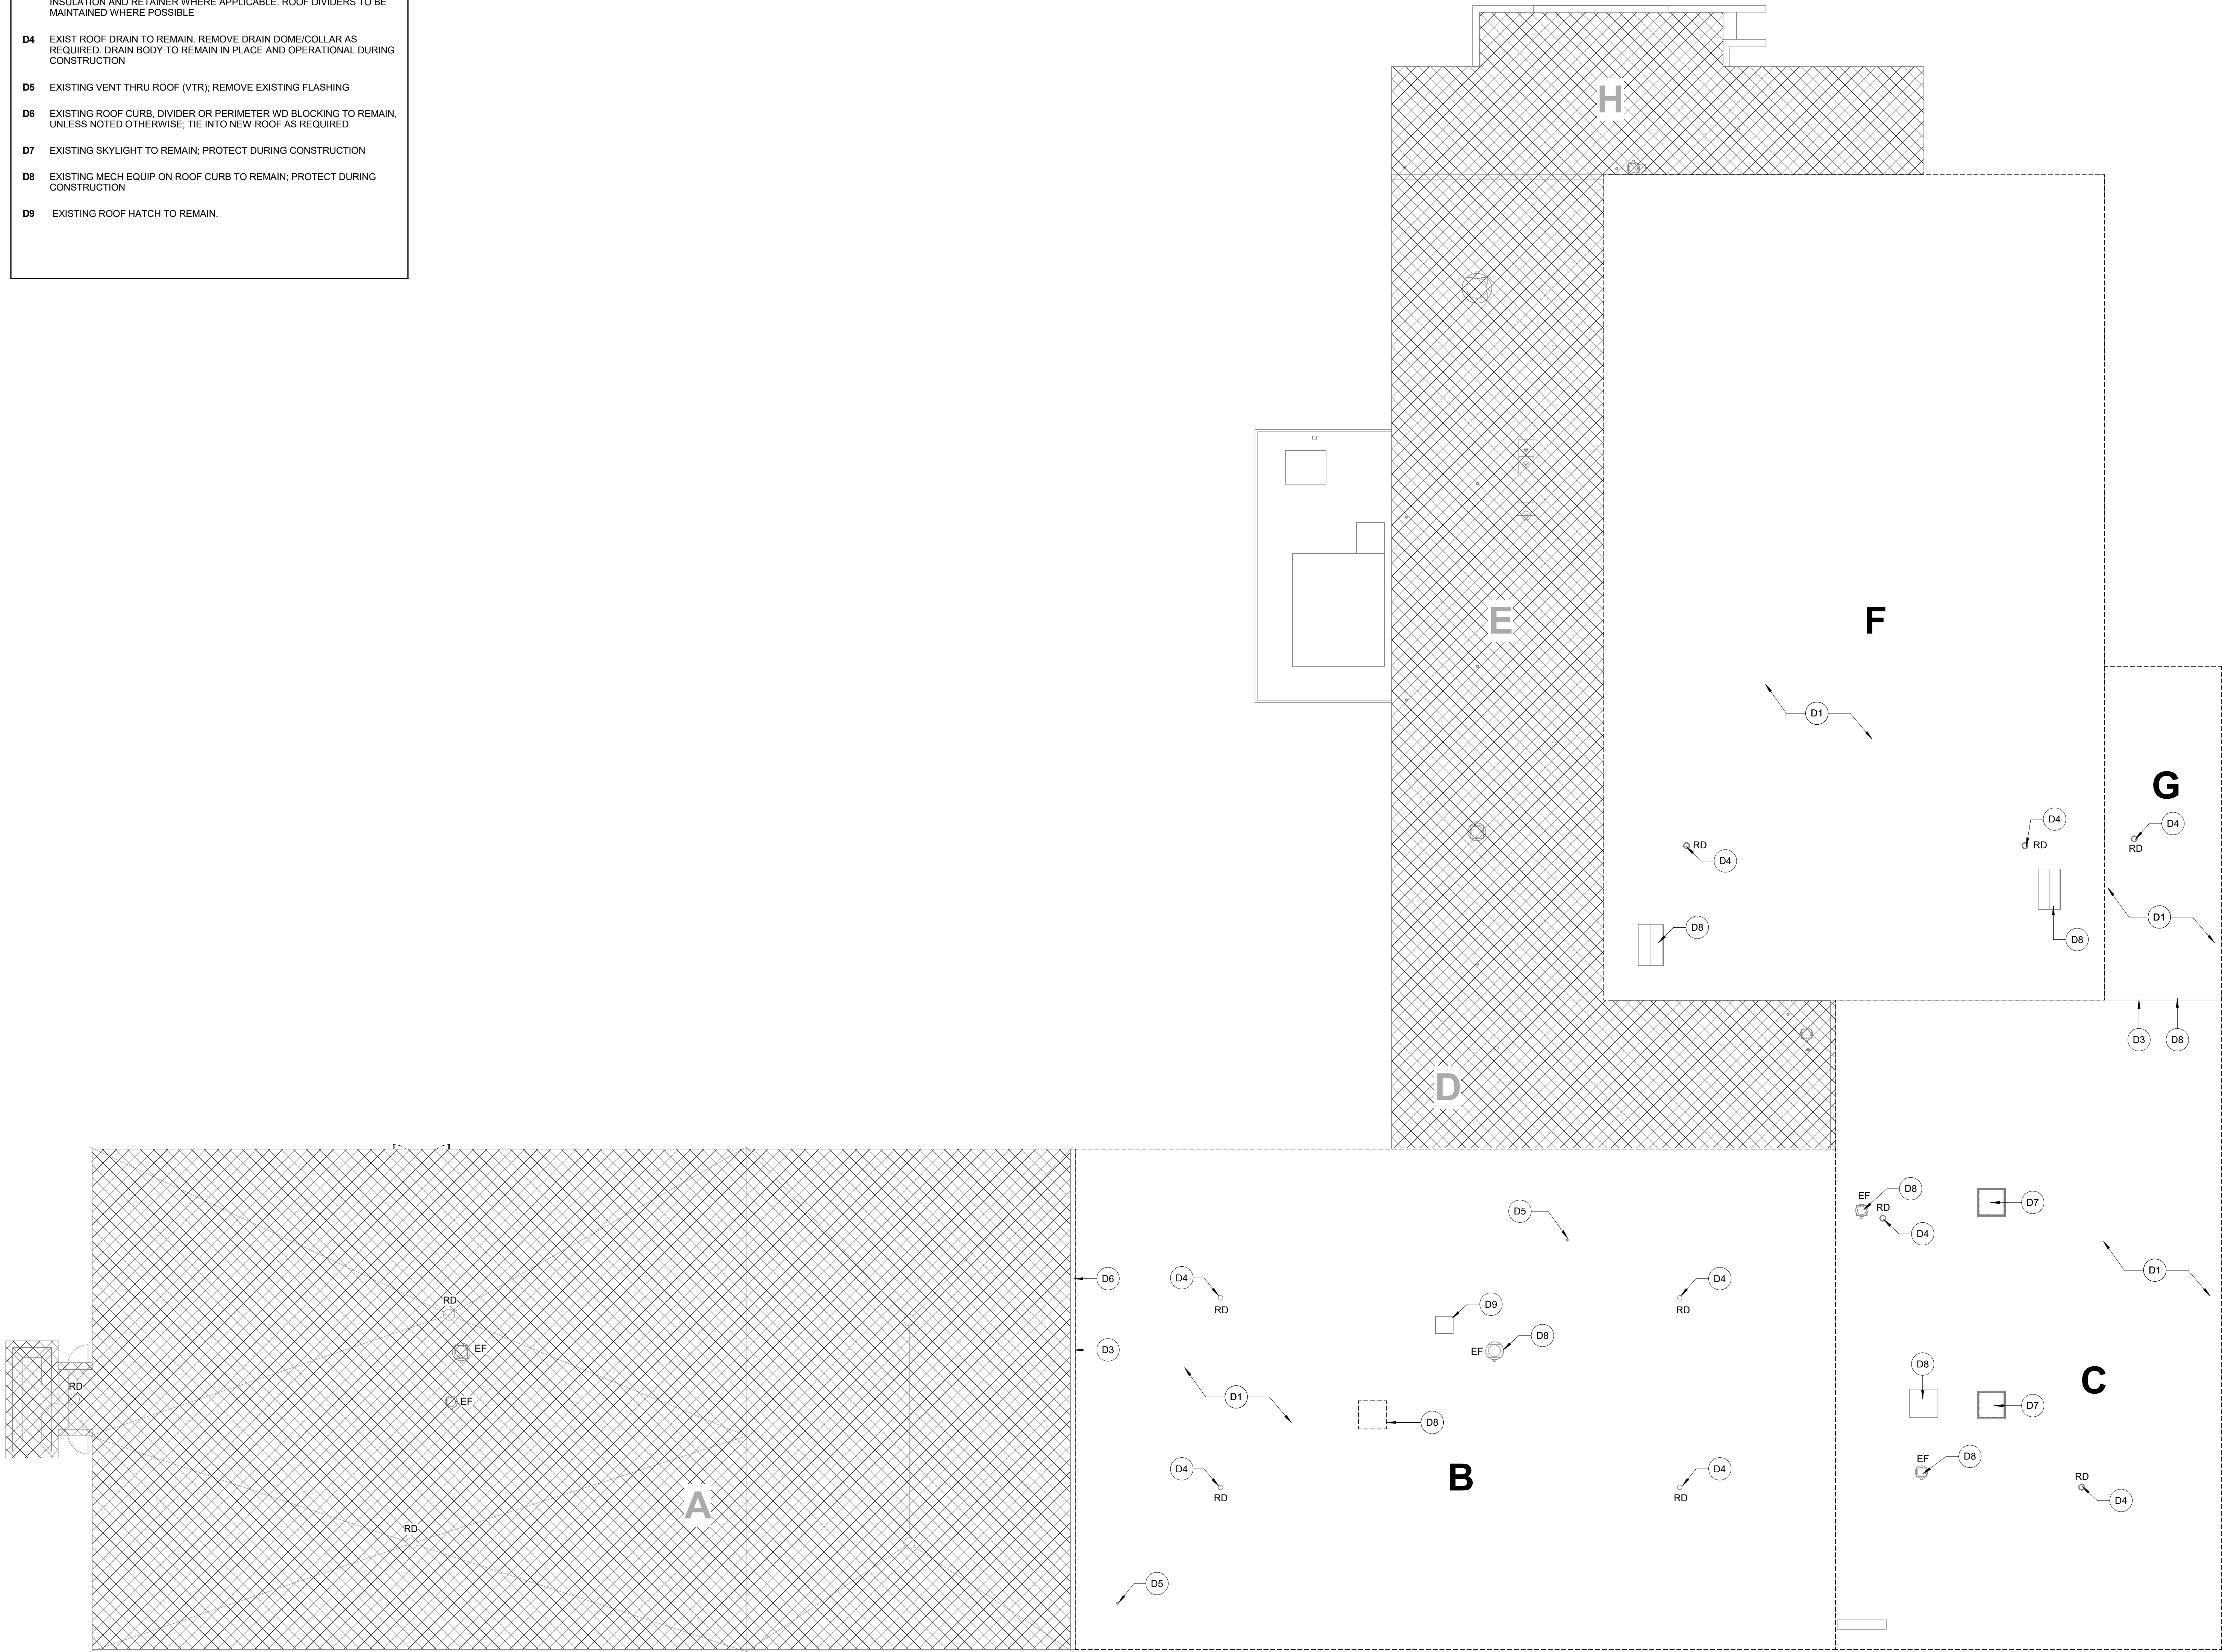 INSULATION AND RETAINER WHERE APPLICABLE. ROOF DIVIDERS TO BE
MAINTAINED WHERE POSSIBLE
D4 EXIST ROOF DRAIN TO REMAIN. REMOVE DRAIN DOME/COLLAR AS
REQUIRED. DRAIN BODY TO REMAIN IN PLACE AND OPERATIONAL DURING
CONSTRUCTION
D5 EXISTING VENT THRU ROOF (VTR); REMOVE EXISTING FLASHING
D6 EXISTING ROOF CURB, DIVIDER OR PERIMETER WD BLOCKING TO REMAIN,
UNLESS NOTED OTHERWISE; TIE INTO NEW ROOF AS REQUIRED
D7 EXISTING SKYLIGHT TO REMAIN; PROTECT DURING CONSTRUCTION
D8 EXISTING MECH EQUIP ON ROOF CURB TO REMAIN; PROTECT DURING
CONSTRUCTION
D9 EXISTING ROOF HATCH TO REMAIN.
H
E
F
D1
G
D4
D4
RD
RD
RD
D4
D1
D8
D8
D3
D8
D
D8
EF
RD
D7
D5
D4
D1
D6
D4
D4
RD
RD
RD
D9
D8
EF
EF
D3
D8
C
RD
D1
D7
EF
D8
B
EF
D8
D4
D4
RD
A
RD
RD
D4
RD
D5